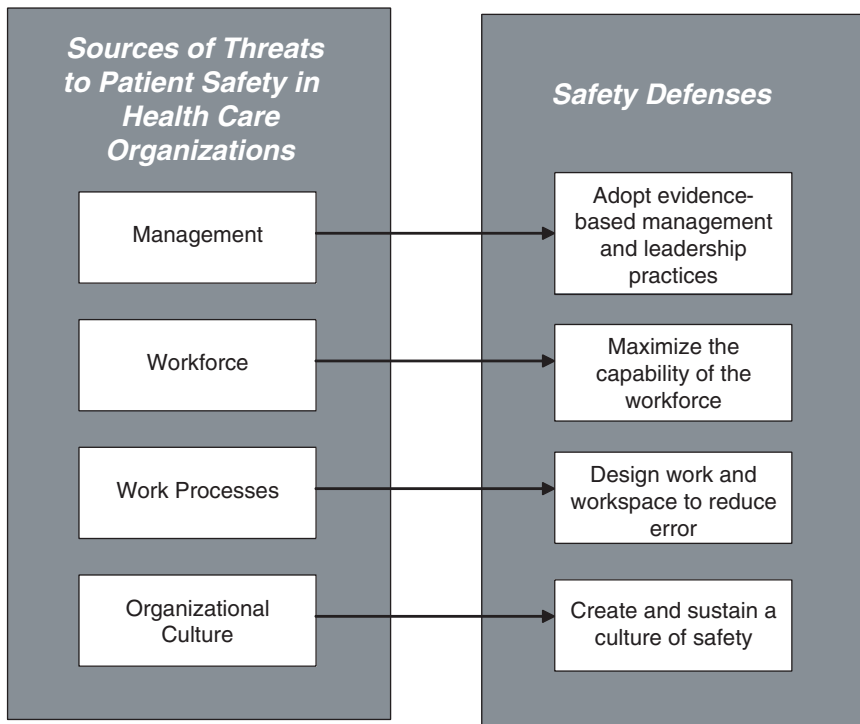 Sources of Threats
to Patient Safety in
Health Care
Organizations
Management
Workforce
Work Processes
Organizational
Culture
Safety Defenses
Adopt evidence-
based management
and leadership
practices
Maximize the
capability of the
workforce
Design work and
workspace to reduce
error
Create and sustain a
culture of safety